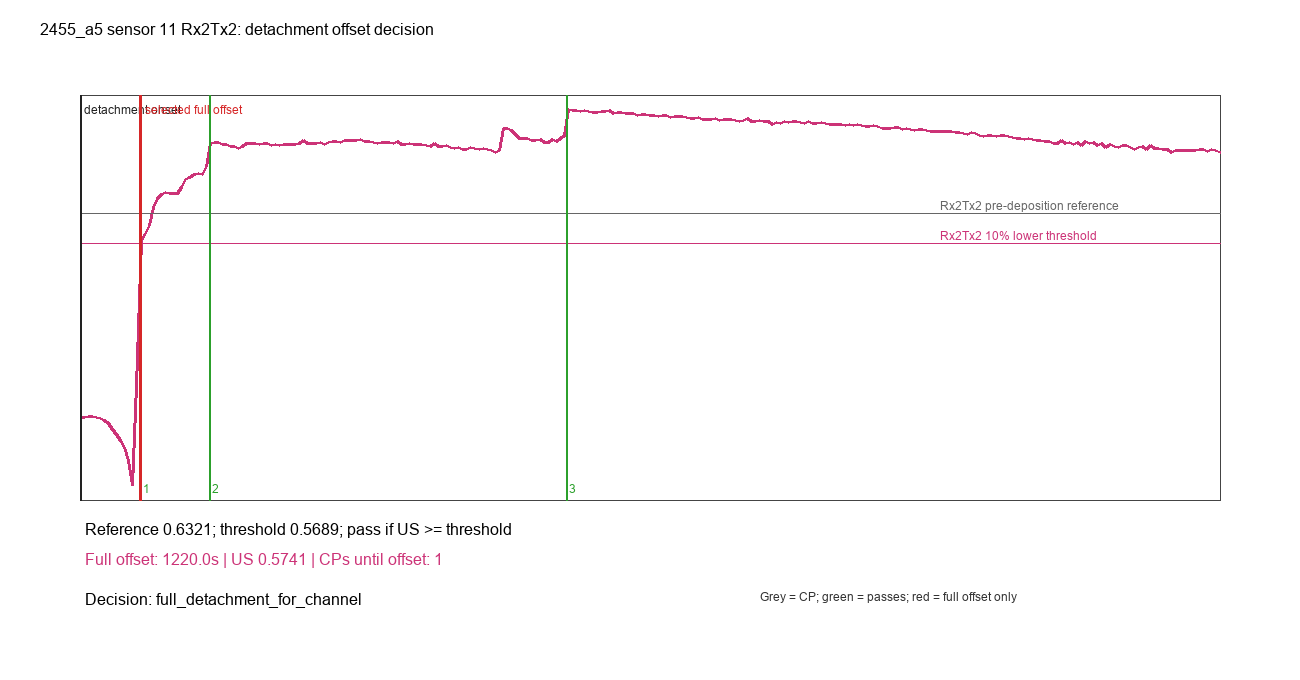 2455_a5 sensor 11 Rx2Tx2: detachment offset decision
detachment onset
selected full offset
Rx2Tx2 pre-deposition reference
Rx2Tx2 10% lower threshold
1
2
3
Reference 0.6321; threshold 0.5689; pass if US >= threshold
Full offset: 1220.0s | US 0.5741 | CPs until offset: 1
Decision: full_detachment_for_channel
Grey = CP; green = passes; red = full offset only